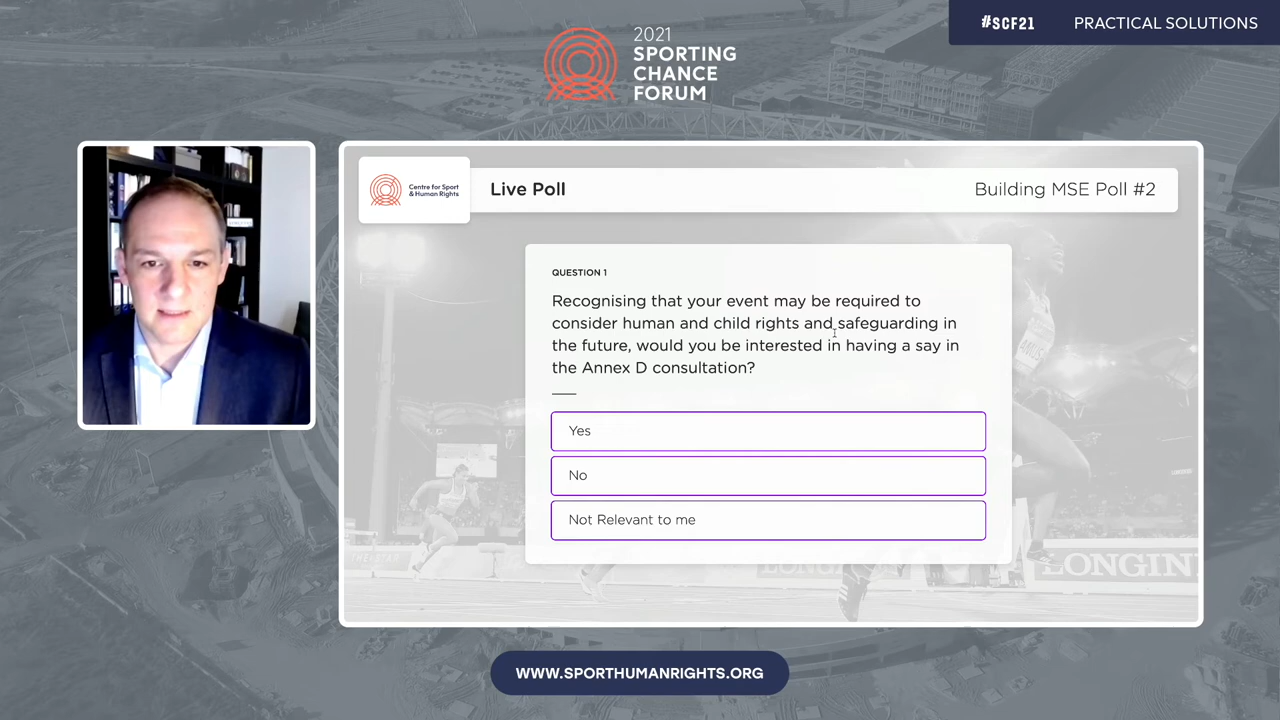 #SCF21 PRACTICAL SOLUTIONS
2021
SPORTING
CHANCE
FORUM
Centre for Sport
& Human Rights
Live Poll
Building MSE Poll #2
QUESTION 1
Recognising that your event may be required to
consider human and child rights and safeguarding in
the future, would you be interested in having a say in
the Annex D consultation?
Yes
No
Not Relevant to me
LONGIN
WWW.SPORTHUMANRIGHTS.ORG